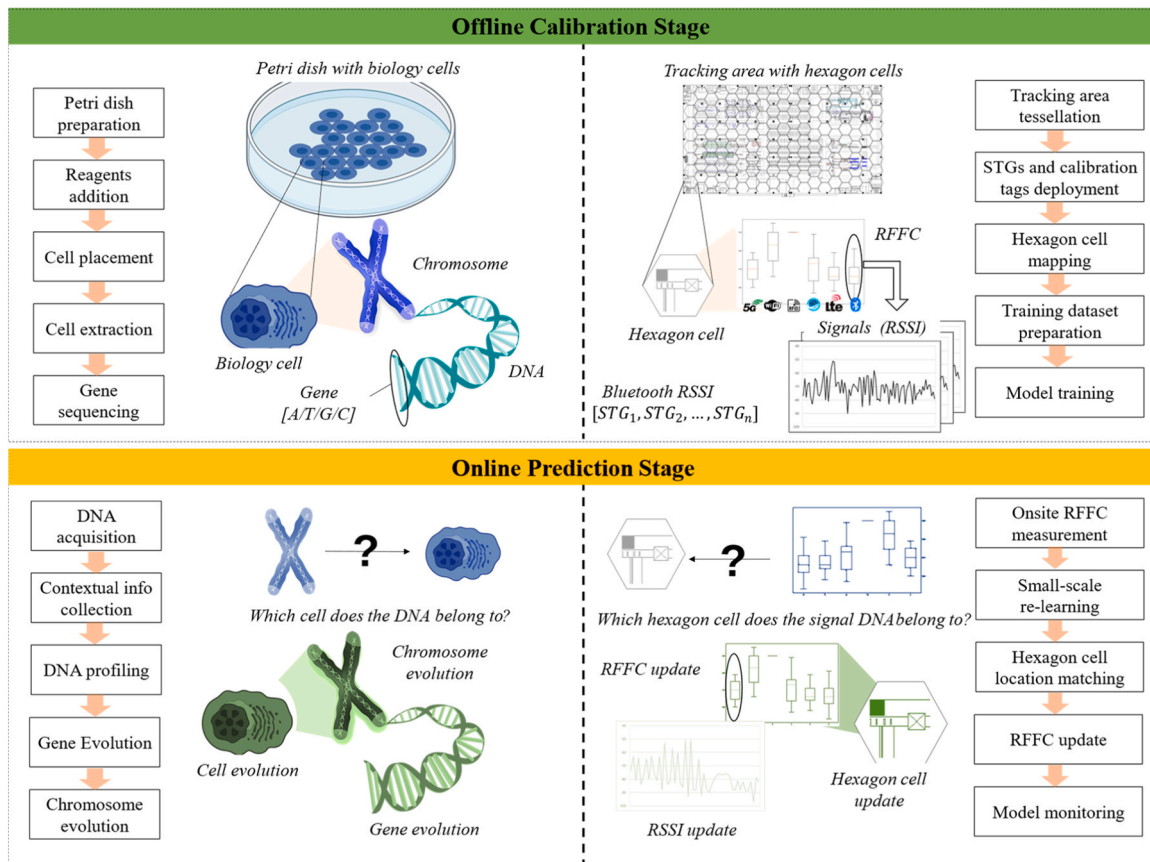 Offline Calibration Stage
Petri dish
preparation
Reagents
addition
Cell placement
Cell extraction
Gene
sequencing
Petri dish with biology cells
Chromosome
Biology cell
DNA
Gene
[A/T/G/C]
Tracking area with hexagon cells
RFFC
5G
WiFi
RFID
LTE
Hexagon cell
Signals (RSSI)
Bluetooth RSSI
[STG₁, STG₂, ..., STGₙ]
Tracking area
tessellation
STGs and calibration
tags deployment
Hexagon cell
mapping
Training dataset
preparation
Model training
Online Prediction Stage
DNA
acquisition
Contextual info
collection
DNA profiling
Gene Evolution
Chromosome
evolution
?
Which cell does the DNA belong to?
Chromosome
evolution
Cell evolution
Gene evolution
?
Which hexagon cell does the signal DNA belong to?
RFFC update
Hexagon cell
update
RSSI update
Onsite RFFC
measurement
Small-scale
re-learning
Hexagon cell
location matching
RFFC update
Model monitoring